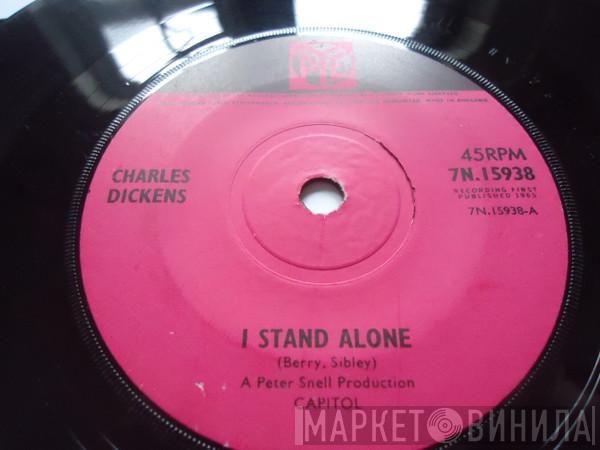 PYE
CHARLES
DICKENS
45RPM
7N.15938
RECORDING FIRST
PUBLISHED 1965
7N.15938-A
I STAND ALONE
(Berry, Sibley)
A Peter Snell Production
CAPITOL
МАРКЕТ ВИНИЛА